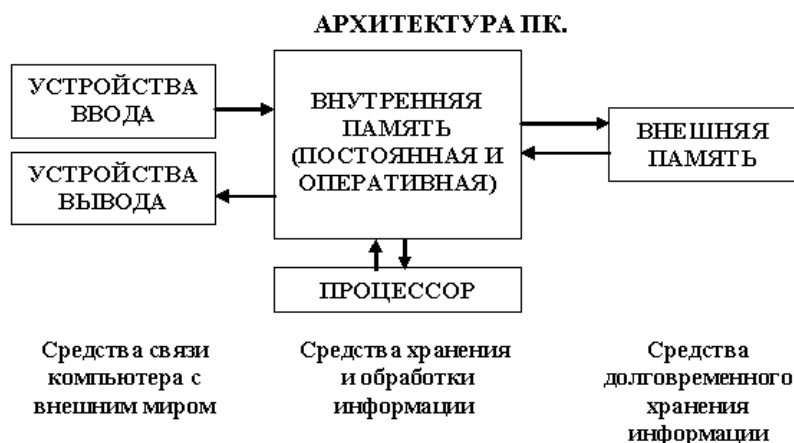 АРХИТЕКТУРА ПК.
УСТРОЙСТВА
ВВОДА
УСТРОЙСТВА
ВЫВОДА
ВНУТРЕННЯЯ
ПАМЯТЬ
(ПОСТОЯННАЯ И
ОПЕРАТИВНАЯ)
ВНЕШНЯЯ
ПАМЯТЬ
ПРОЦЕССОР
Средства связи
компьютера с
внешним миром
Средства хранения
и обработки
информации
Средства
долговременного
хранения
информации